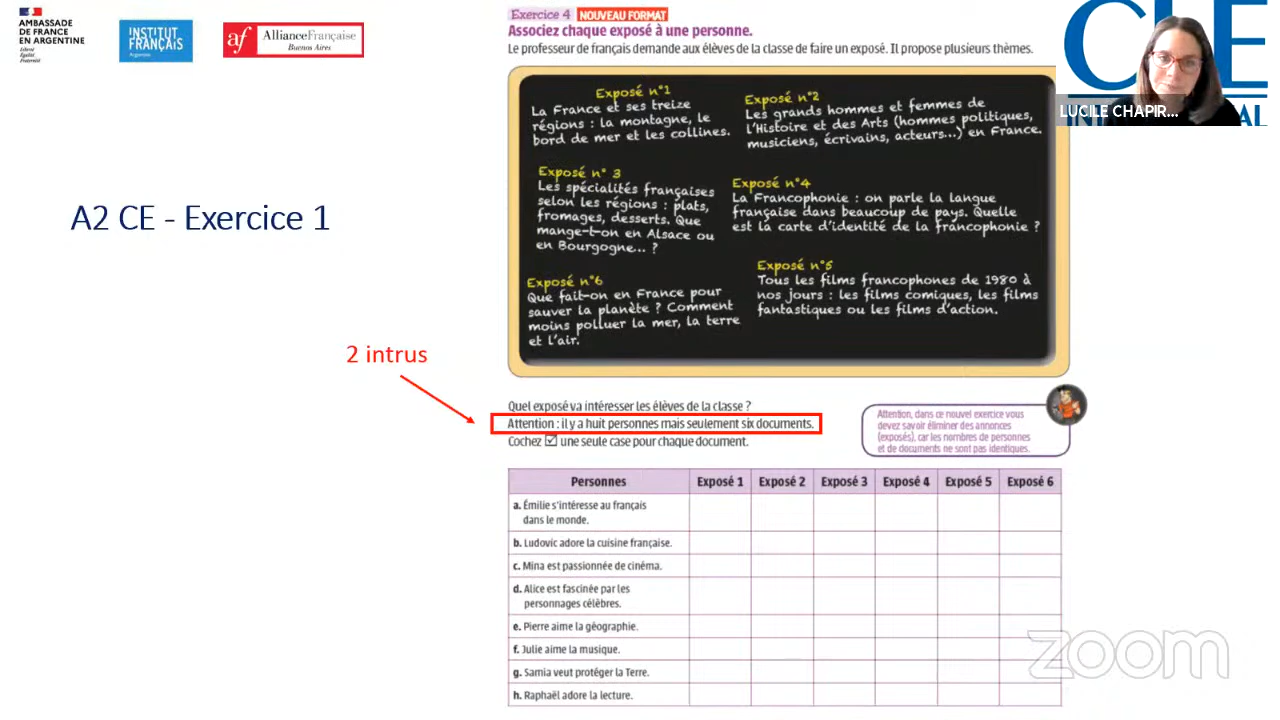 AMBASSADE
DE FRANCE
EN ARGENTINE
Liberté
Égalité
Fraternité
INSTITUT
FRANÇAIS
Argentine
af AllianceFrançaise
Buenos Aires
A2 CE - Exercice 1
2 intrus
Exercice 4 NOUVEAU FORMAT
Associez chaque exposé à une personne.
Le professeur de français demande aux élèves de la classe de faire un exposé. Il propose plusieurs thèmes.
Exposé n°1
La France et ses treize
régions : la montagne, le
bord de mer et les collines.
Exposé n°2
Les grands hommes et femmes de
l'Histoire et des Arts (hommes politiques,
musiciens, écrivains, acteurs...) en France.
Exposé n° 3
Les spécialités françaises
selon les régions : plats,
fromages, desserts. Que
mange-t-on en Alsace ou
en Bourgogne... ?
Exposé n°4
La Francophonie : on parle la langue
française dans beaucoup de pays. Quelle
est la carte d'identité de la francophonie ?
Exposé n°6
Que fait-on en France pour
sauver la planète ? Comment
moins polluer la mer, la terre
et l'air.
Exposé n°5
Tous les films francophones de 1980 à
nos jours : les films comiques, les films
fantastiques ou les films d'action.
LUCILE CHAPIR...
Quel exposé va intéresser les élèves de la classe ?
Attention : il y a huit personnes mais seulement six documents.
Cochez ☑ une seule case pour chaque document.
Attention, dans ce nouvel exercice vous
devez savoir éliminer des annonces
(exposés), car les nombres de personnes
et de documents ne sont pas identiques.
Personnes Exposé 1 Exposé 2 Exposé 3 Exposé 4 Exposé 5 Exposé 6
a. Émilie s'intéresse au français
dans le monde.
b. Ludovic adore la cuisine française.
c. Mina est passionnée de cinéma.
d. Alice est fascinée par les
personnages célèbres.
e. Pierre aime la géographie.
f. Julie aime la musique.
g. Samia veut protéger la Terre.
h. Raphaël adore la lecture.
zoom